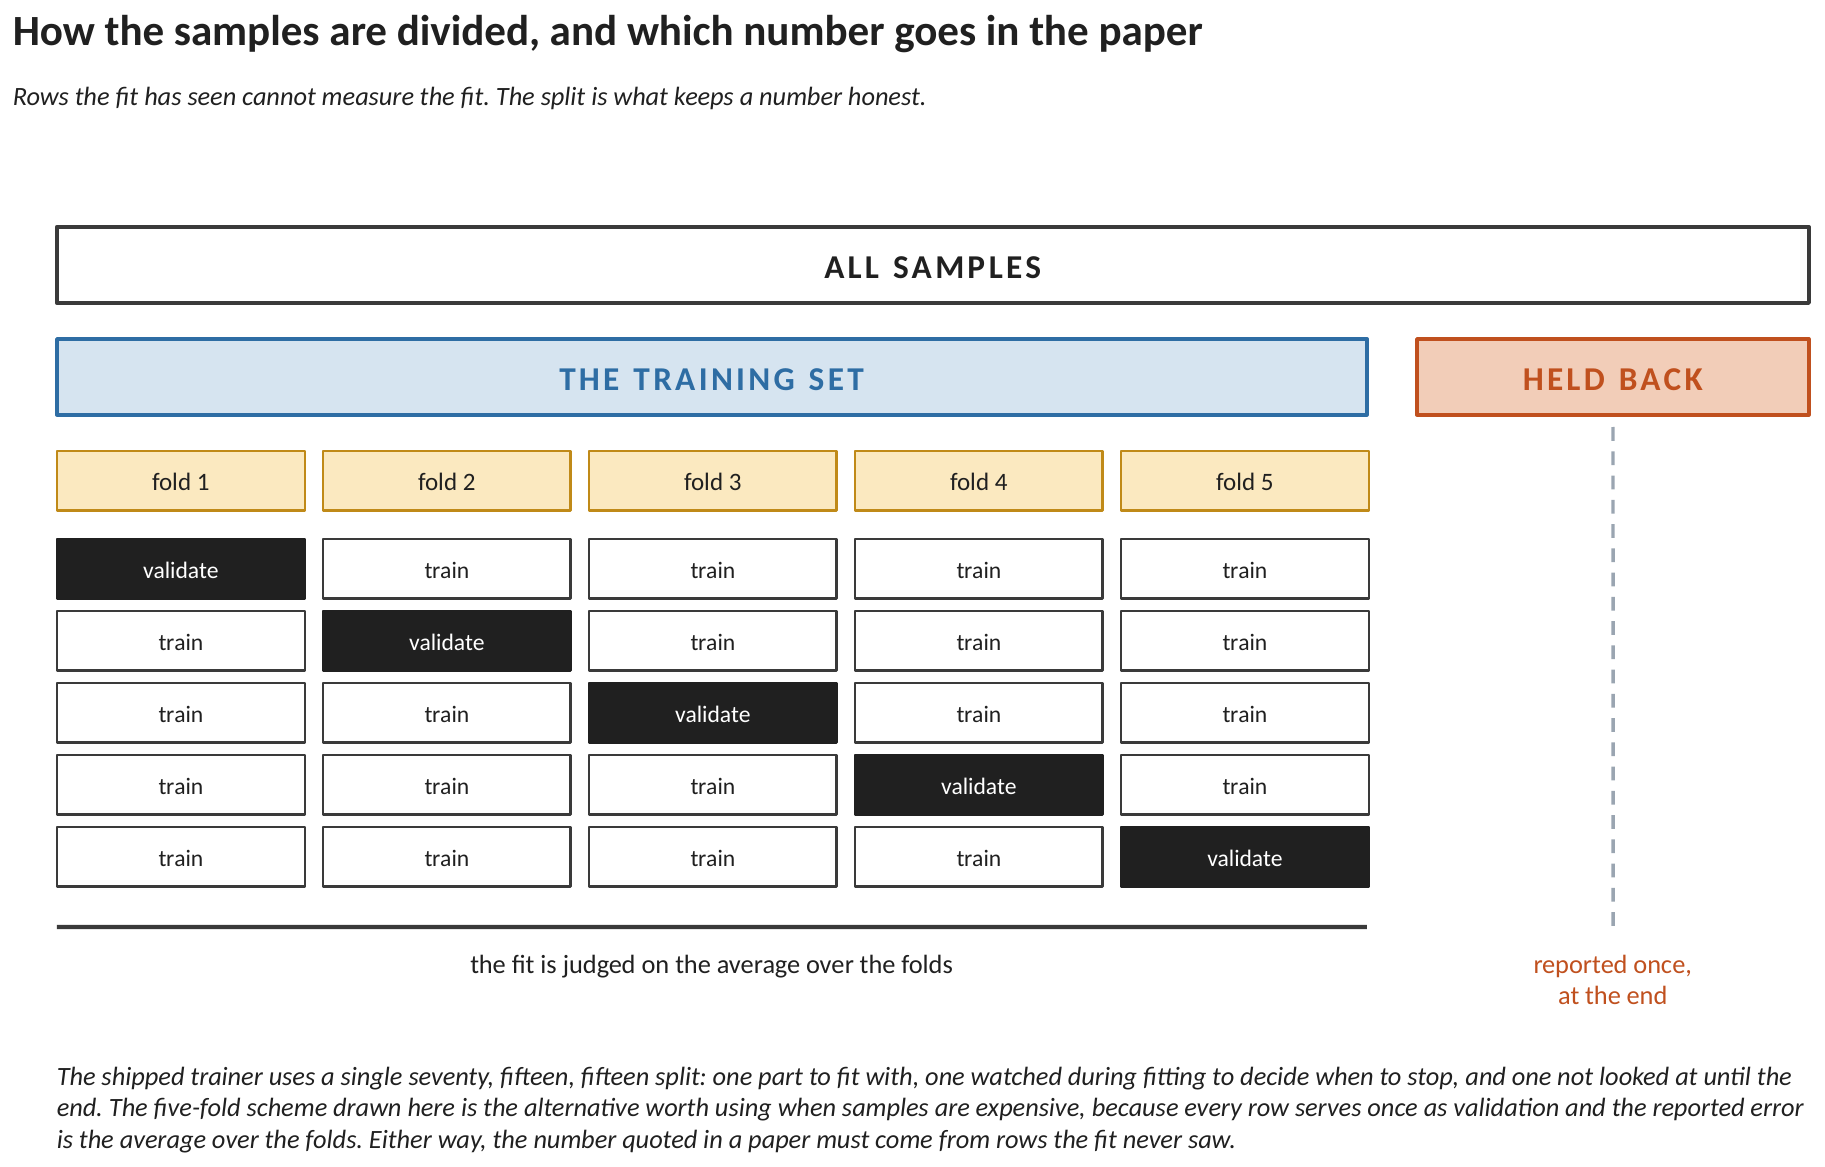 How the samples are divided, and which number goes in the paper
Rows the fit has seen cannot measure the fit. The split is what keeps a number honest.
ALL SAMPLES
THE TRAINING SET
HELD BACK
fold 1
fold 2
fold 3
fold 4
fold 5
validate
train
train
train
train
train
validate
train
train
train
train
train
validate
train
train
train
train
train
validate
train
train
train
train
train
validate
the fit is judged on the average over the folds
reported once,
at the end
The shipped trainer uses a single seventy, fifteen, fifteen split: one part to fit with, one watched during fitting to decide when to stop, and one not looked at until the
end. The five-fold scheme drawn here is the alternative worth using when samples are expensive, because every row serves once as validation and the reported error
is the average over the folds. Either way, the number quoted in a paper must come from rows the fit never saw.